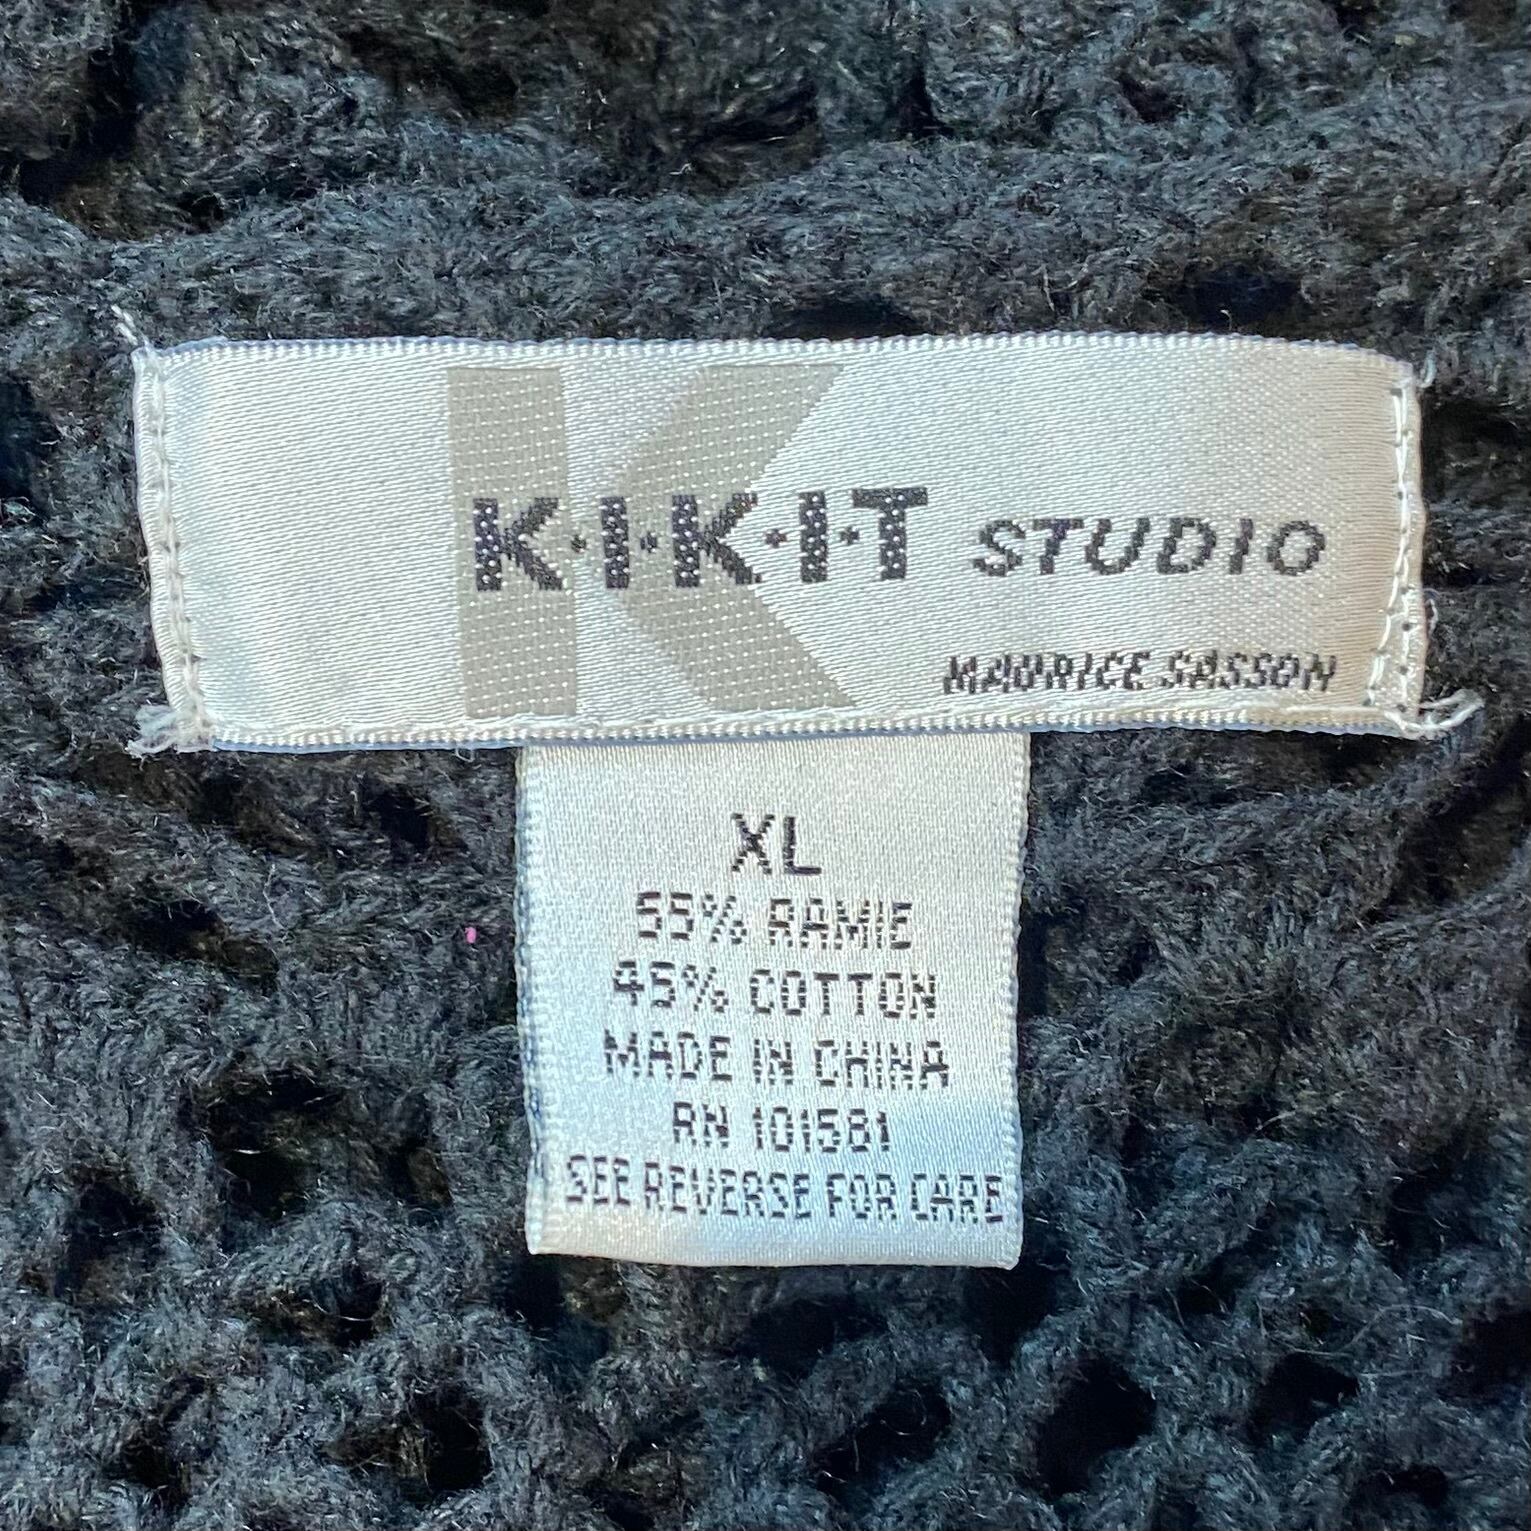 K·I·K·I·T STUDIO
MAURICE SASSON
XL
55% RAMIE
45% COTTON
MADE IN CHINA
RN 101581
SEE REVERSE FOR CARE